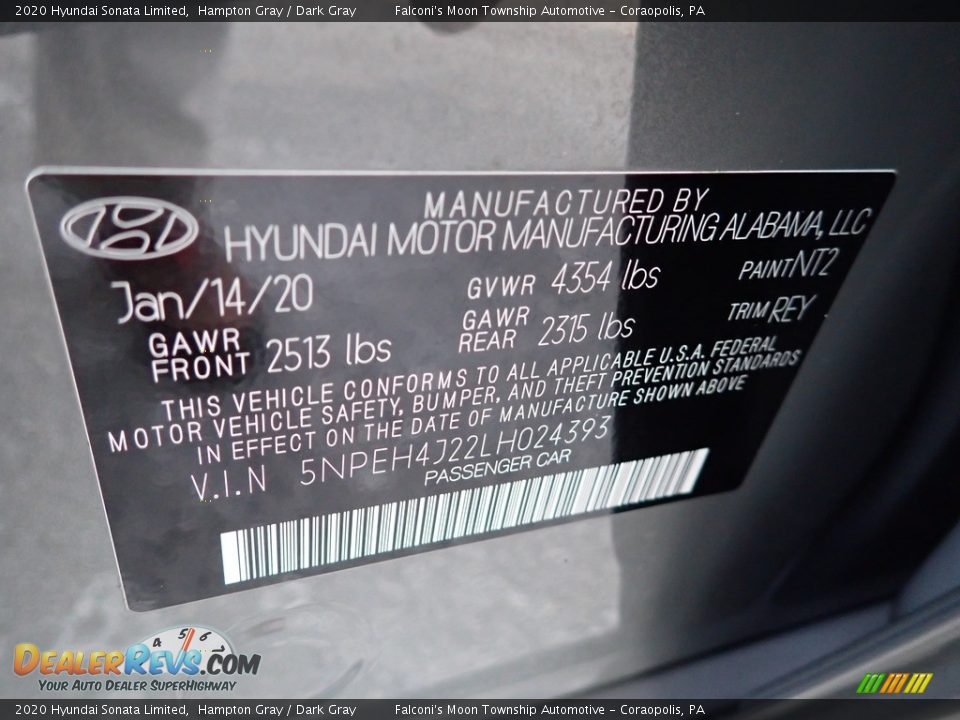 2020 Hyundai Sonata Limited, Hampton Gray / Dark Gray Falconi's Moon Township Automotive - Coraopolis, PA
MANUFACTURED BY
HYUNDAI MOTOR MANUFACTURING ALABAMA, LLC
Jan/14/20 GVWR 4354 lbs PAINT NT2
GAWR FRONT 2513 lbs GAWR REAR 2315 lbs TRIM REY
THIS VEHICLE CONFORMS TO ALL APPLICABLE U.S.A. FEDERAL
MOTOR VEHICLE SAFETY, BUMPER, AND THEFT PREVENTION STANDARDS
IN EFFECT ON THE DATE OF MANUFACTURE SHOWN ABOVE
V.I.N 5NPEH4J22LH024393
PASSENGER CAR
4 5 6
DEALERREVS.COM
YOUR AUTO DEALER SUPERHIGHWAY
2020 Hyundai Sonata Limited, Hampton Gray / Dark Gray Falconi's Moon Township Automotive - Coraopolis, PA